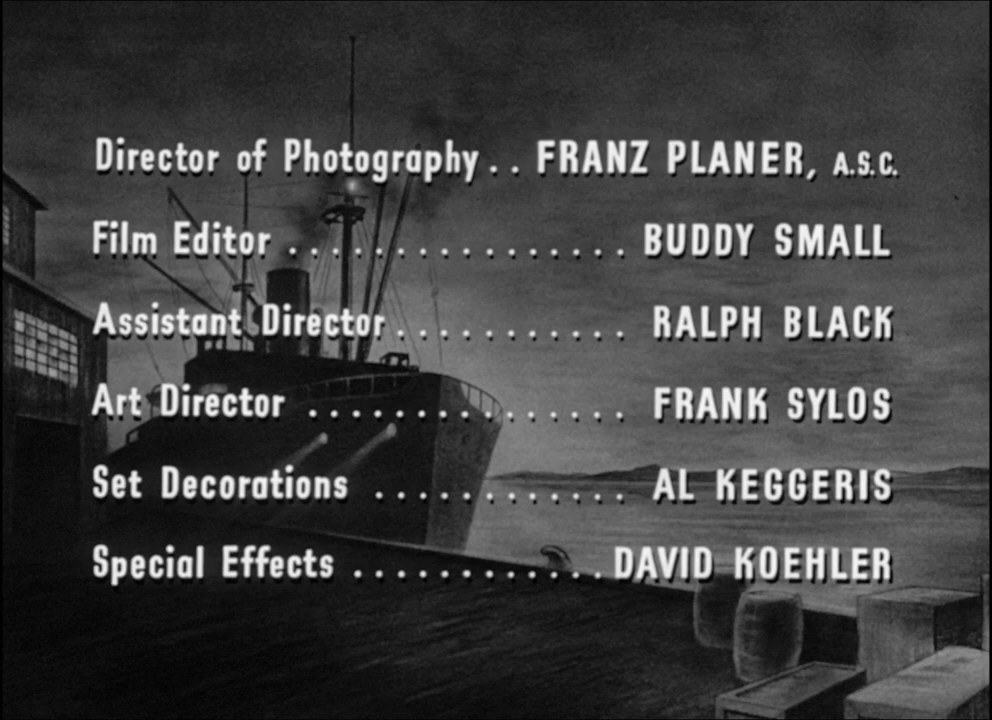 Director of Photography . . FRANZ PLANER, A.S.C.
Film Editor . . . . . . . . . . . . . . . . BUDDY SMALL
Assistant Director . . . . . . . . . . . RALPH BLACK
Art Director . . . . . . . . . . . . . . . FRANK SYLOS
Set Decorations . . . . . . . . . . . . AL KEGGERIS
Special Effects . . . . . . . . . . . . DAVID KOEHLER